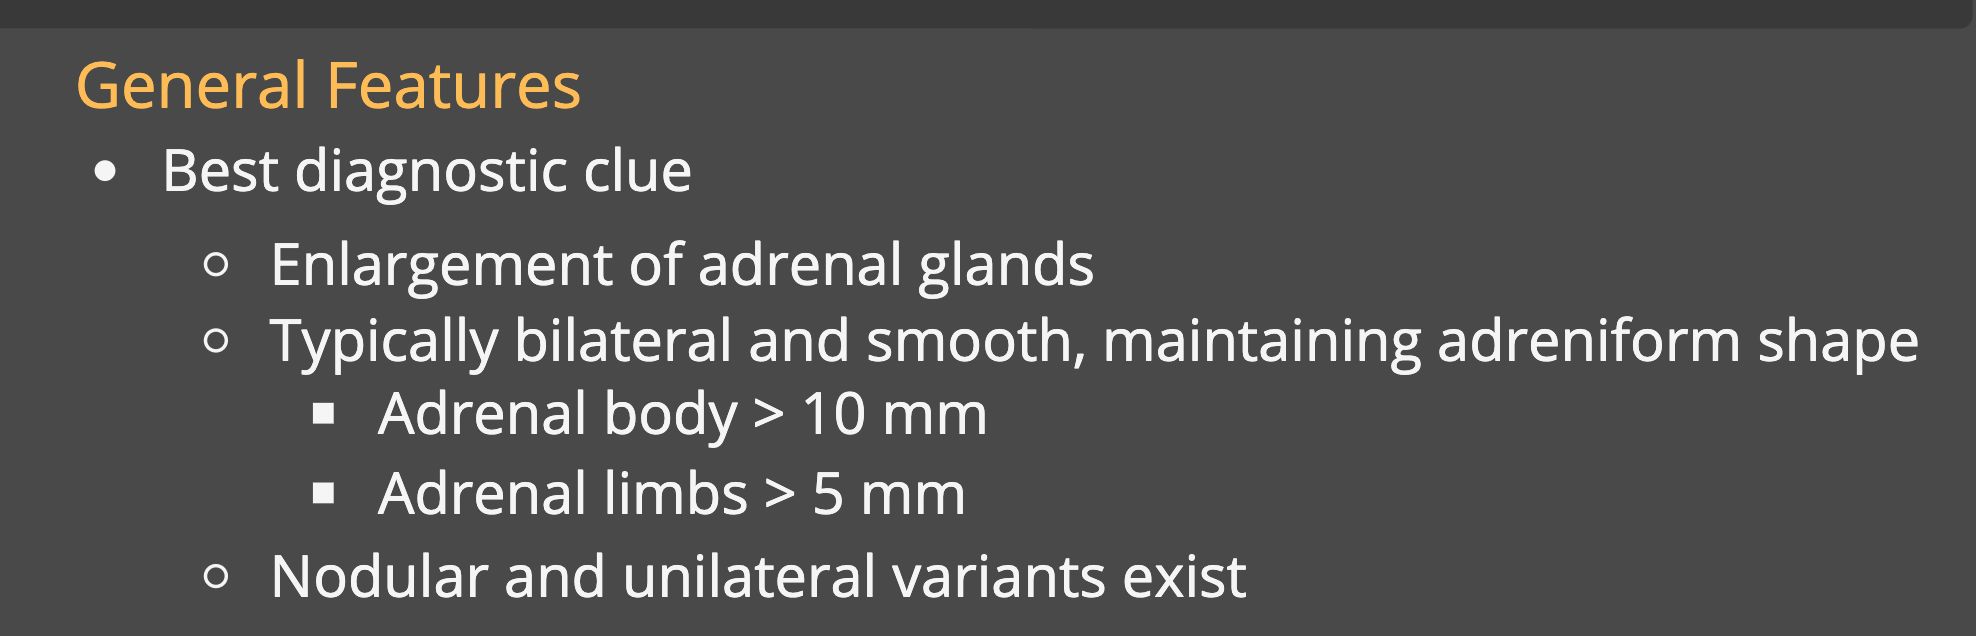 General Features
• Best diagnostic clue
○ Enlargement of adrenal glands
○ Typically bilateral and smooth, maintaining adreniform shape
▪ Adrenal body > 10 mm
▪ Adrenal limbs > 5 mm
○ Nodular and unilateral variants exist